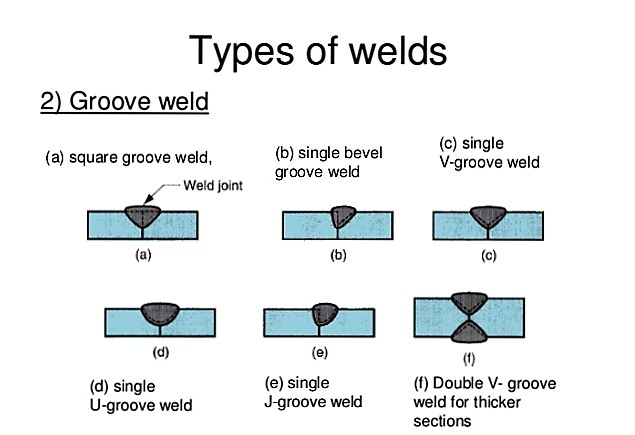 Types of welds
2) Groove weld
(a) square groove weld,
(b) single bevel
groove weld
(c) single
V-groove weld
Weld joint
(a)
(b)
(c)
(d)
(e)
(f)
(d) single
U-groove weld
(e) single
J-groove weld
(f) Double V- groove
weld for thicker
sections